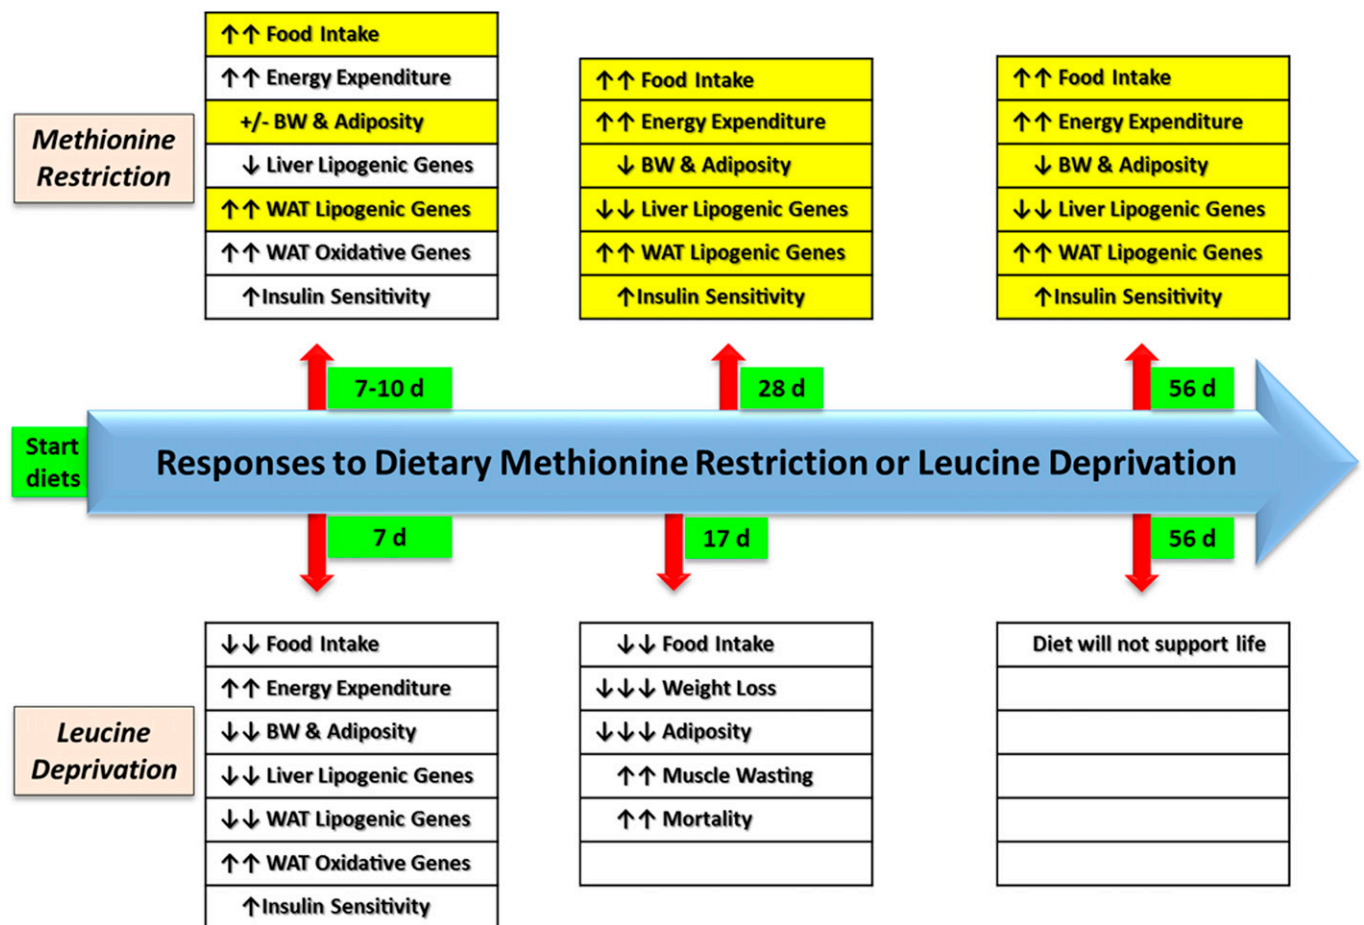 Methionine
Restriction
↑↑ Food Intake
↑↑ Energy Expenditure
+/- BW & Adiposity
↓ Liver Lipogenic Genes
↑↑ WAT Lipogenic Genes
↑↑ WAT Oxidative Genes
↑Insulin Sensitivity
↑↑ Food Intake
↑↑ Energy Expenditure
↓ BW & Adiposity
↓↓ Liver Lipogenic Genes
↑↑ WAT Lipogenic Genes
↑Insulin Sensitivity
↑↑ Food Intake
↑↑ Energy Expenditure
↓ BW & Adiposity
↓↓ Liver Lipogenic Genes
↑↑ WAT Lipogenic Genes
↑Insulin Sensitivity
7-10 d
28 d
56 d
Start
diets
Responses to Dietary Methionine Restriction or Leucine Deprivation
7 d
17 d
56 d
Leucine
Deprivation
↓↓ Food Intake
↑↑ Energy Expenditure
↓↓ BW & Adiposity
↓↓ Liver Lipogenic Genes
↓↓ WAT Lipogenic Genes
↑↑ WAT Oxidative Genes
↑Insulin Sensitivity
↓↓ Food Intake
↓↓↓ Weight Loss
↓↓↓ Adiposity
↑↑ Muscle Wasting
↑↑ Mortality
Diet will not support life